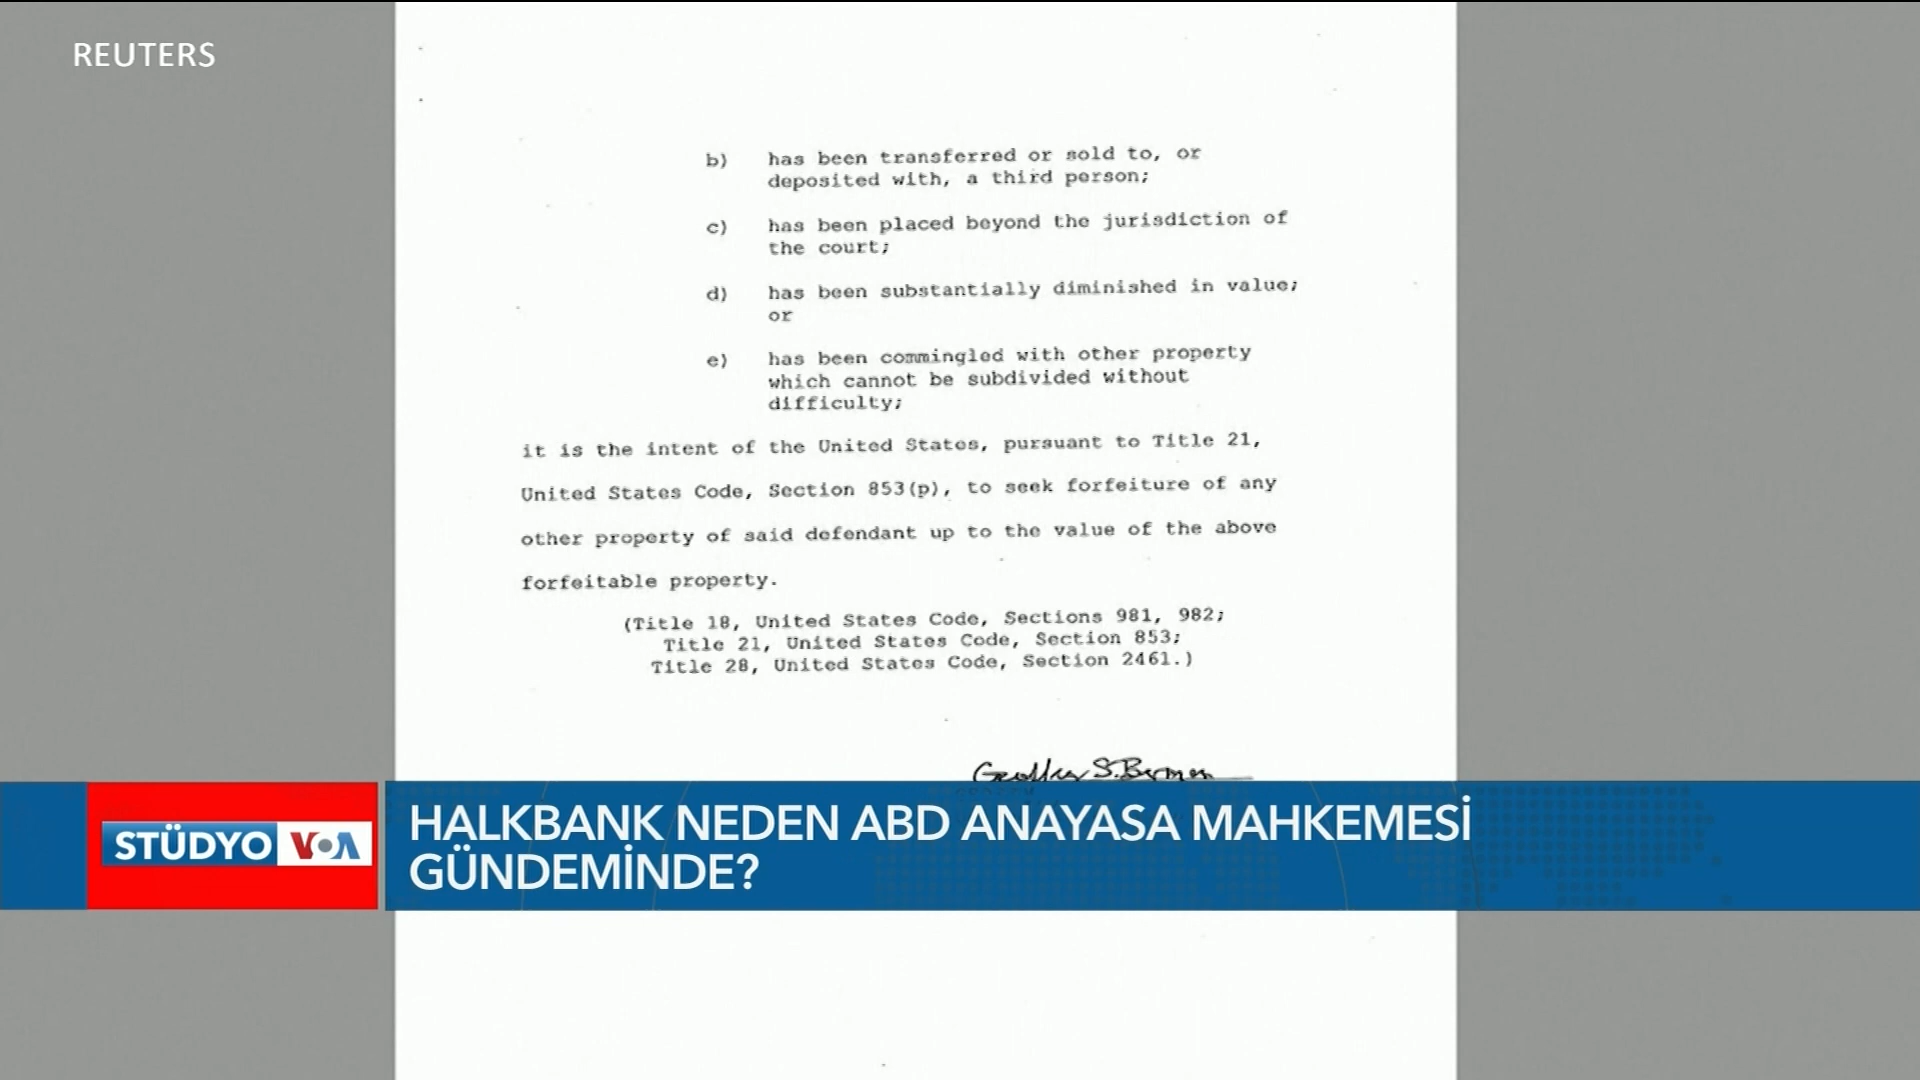 REUTERS
b) has been transferred or sold to, or
deposited with, a third person;
c) has been placed beyond the jurisdiction of
the court;
d) has been substantially diminished in value;
or
e) has been commingled with other property
which cannot be subdivided without
difficulty;
it is the intent of the United States, pursuant to Title 21,
United States Code, Section 853(p), to seek forfeiture of any
other property of said defendant up to the value of the above
forfeitable property.
(Title 18, United States Code, Sections 981, 982;
Title 21, United States Code, Section 853;
Title 28, United States Code, Section 2461.)
Geoffrey S. Berman
STÜDYO VOA
HALKBANK NEDEN ABD ANAYASA MAHKEMESİ
GÜNDEMİNDE?